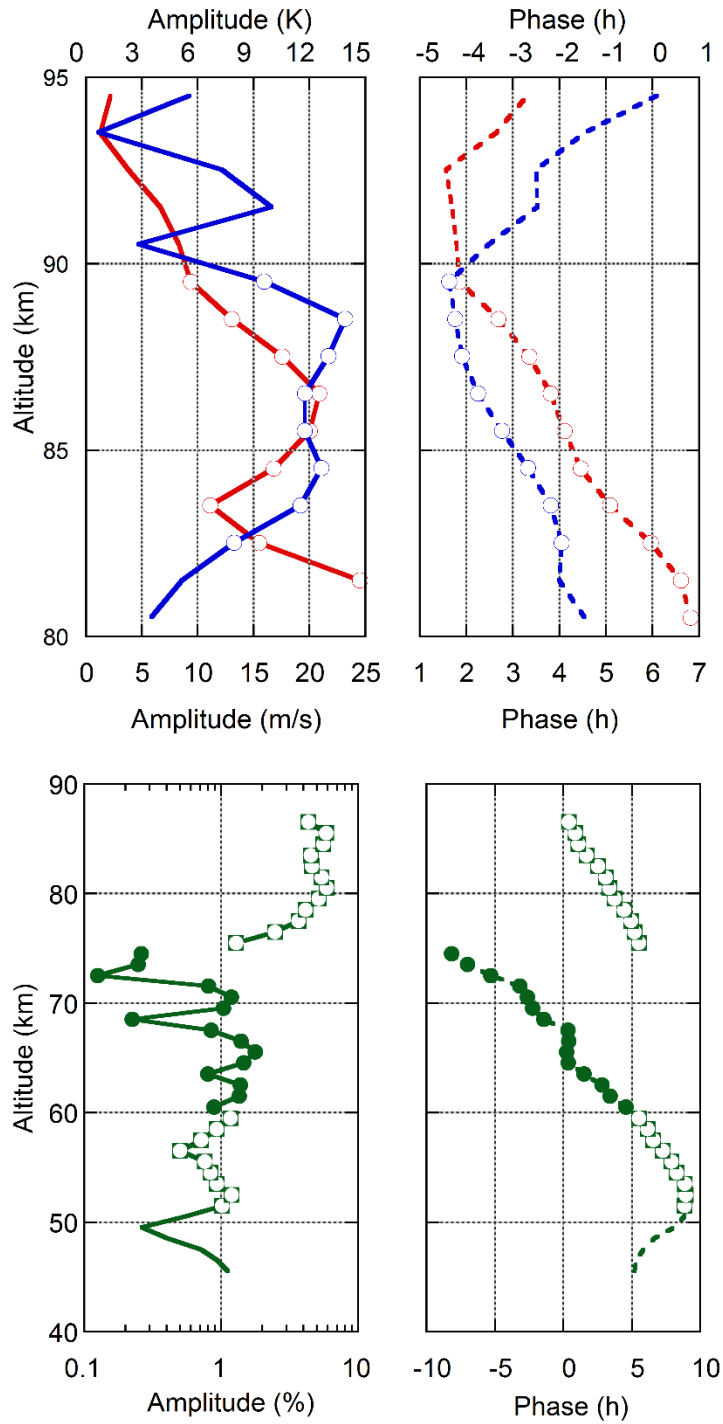 Amplitude (K) Phase (h)
0 3 6 9 12 15 -5 -4 -3 -2 -1 0 1
95
90
85
80
Altitude (km)
0 5 10 15 20 25 1 2 3 4 5 6 7
Amplitude (m/s) Phase (h)
90
80
70
60
50
40
Altitude (km)
0.1 1 10 -10 -5 0 5 10
Amplitude (%) Phase (h)